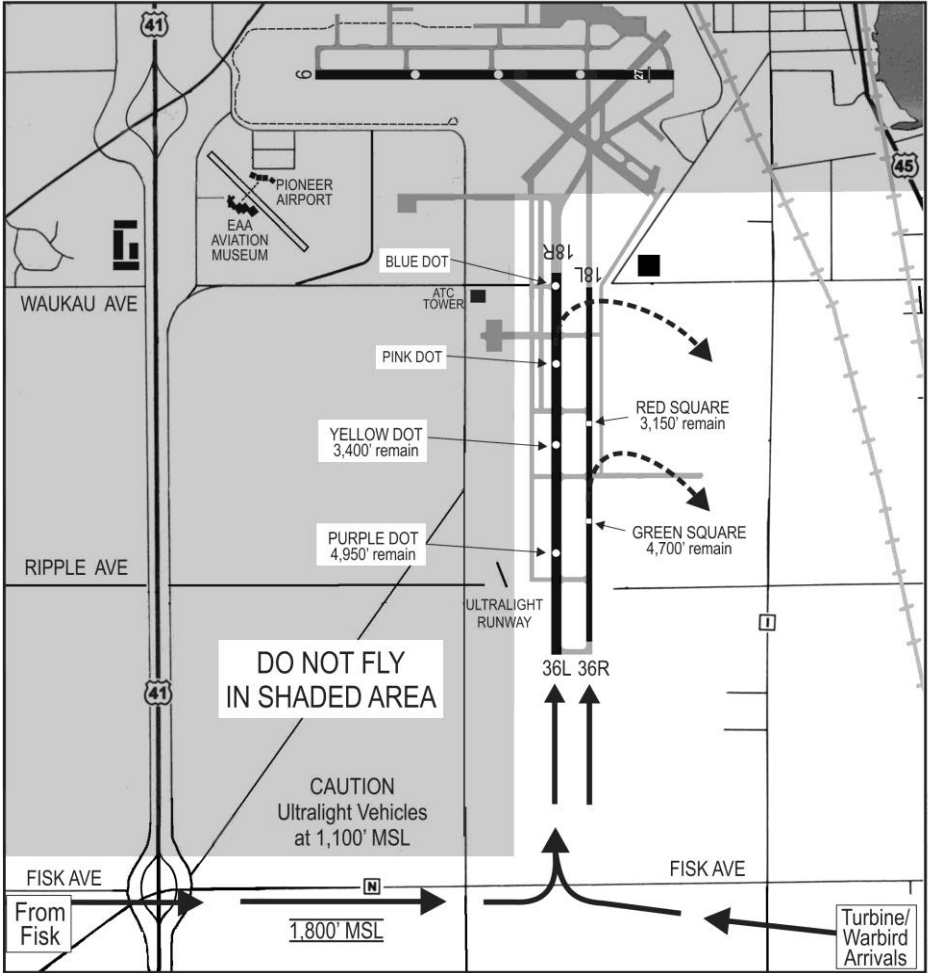 41
9
27
45
PIONEER
AIRPORT
EAA
AVIATION
MUSEUM
18R
18L
BLUE DOT
WAUKAU AVE
ATC
TOWER
PINK DOT
RED SQUARE
3,150' remain
YELLOW DOT
3,400' remain
PURPLE DOT
4,950' remain
GREEN SQUARE
4,700' remain
RIPPLE AVE
ULTRALIGHT
RUNWAY
I
DO NOT FLY
IN SHADED AREA
36L 36R
41
CAUTION
Ultralight Vehicles
at 1,100' MSL
FISK AVE
N
FISK AVE
From
Fisk
1,800' MSL
Turbine/
Warbird
Arrivals